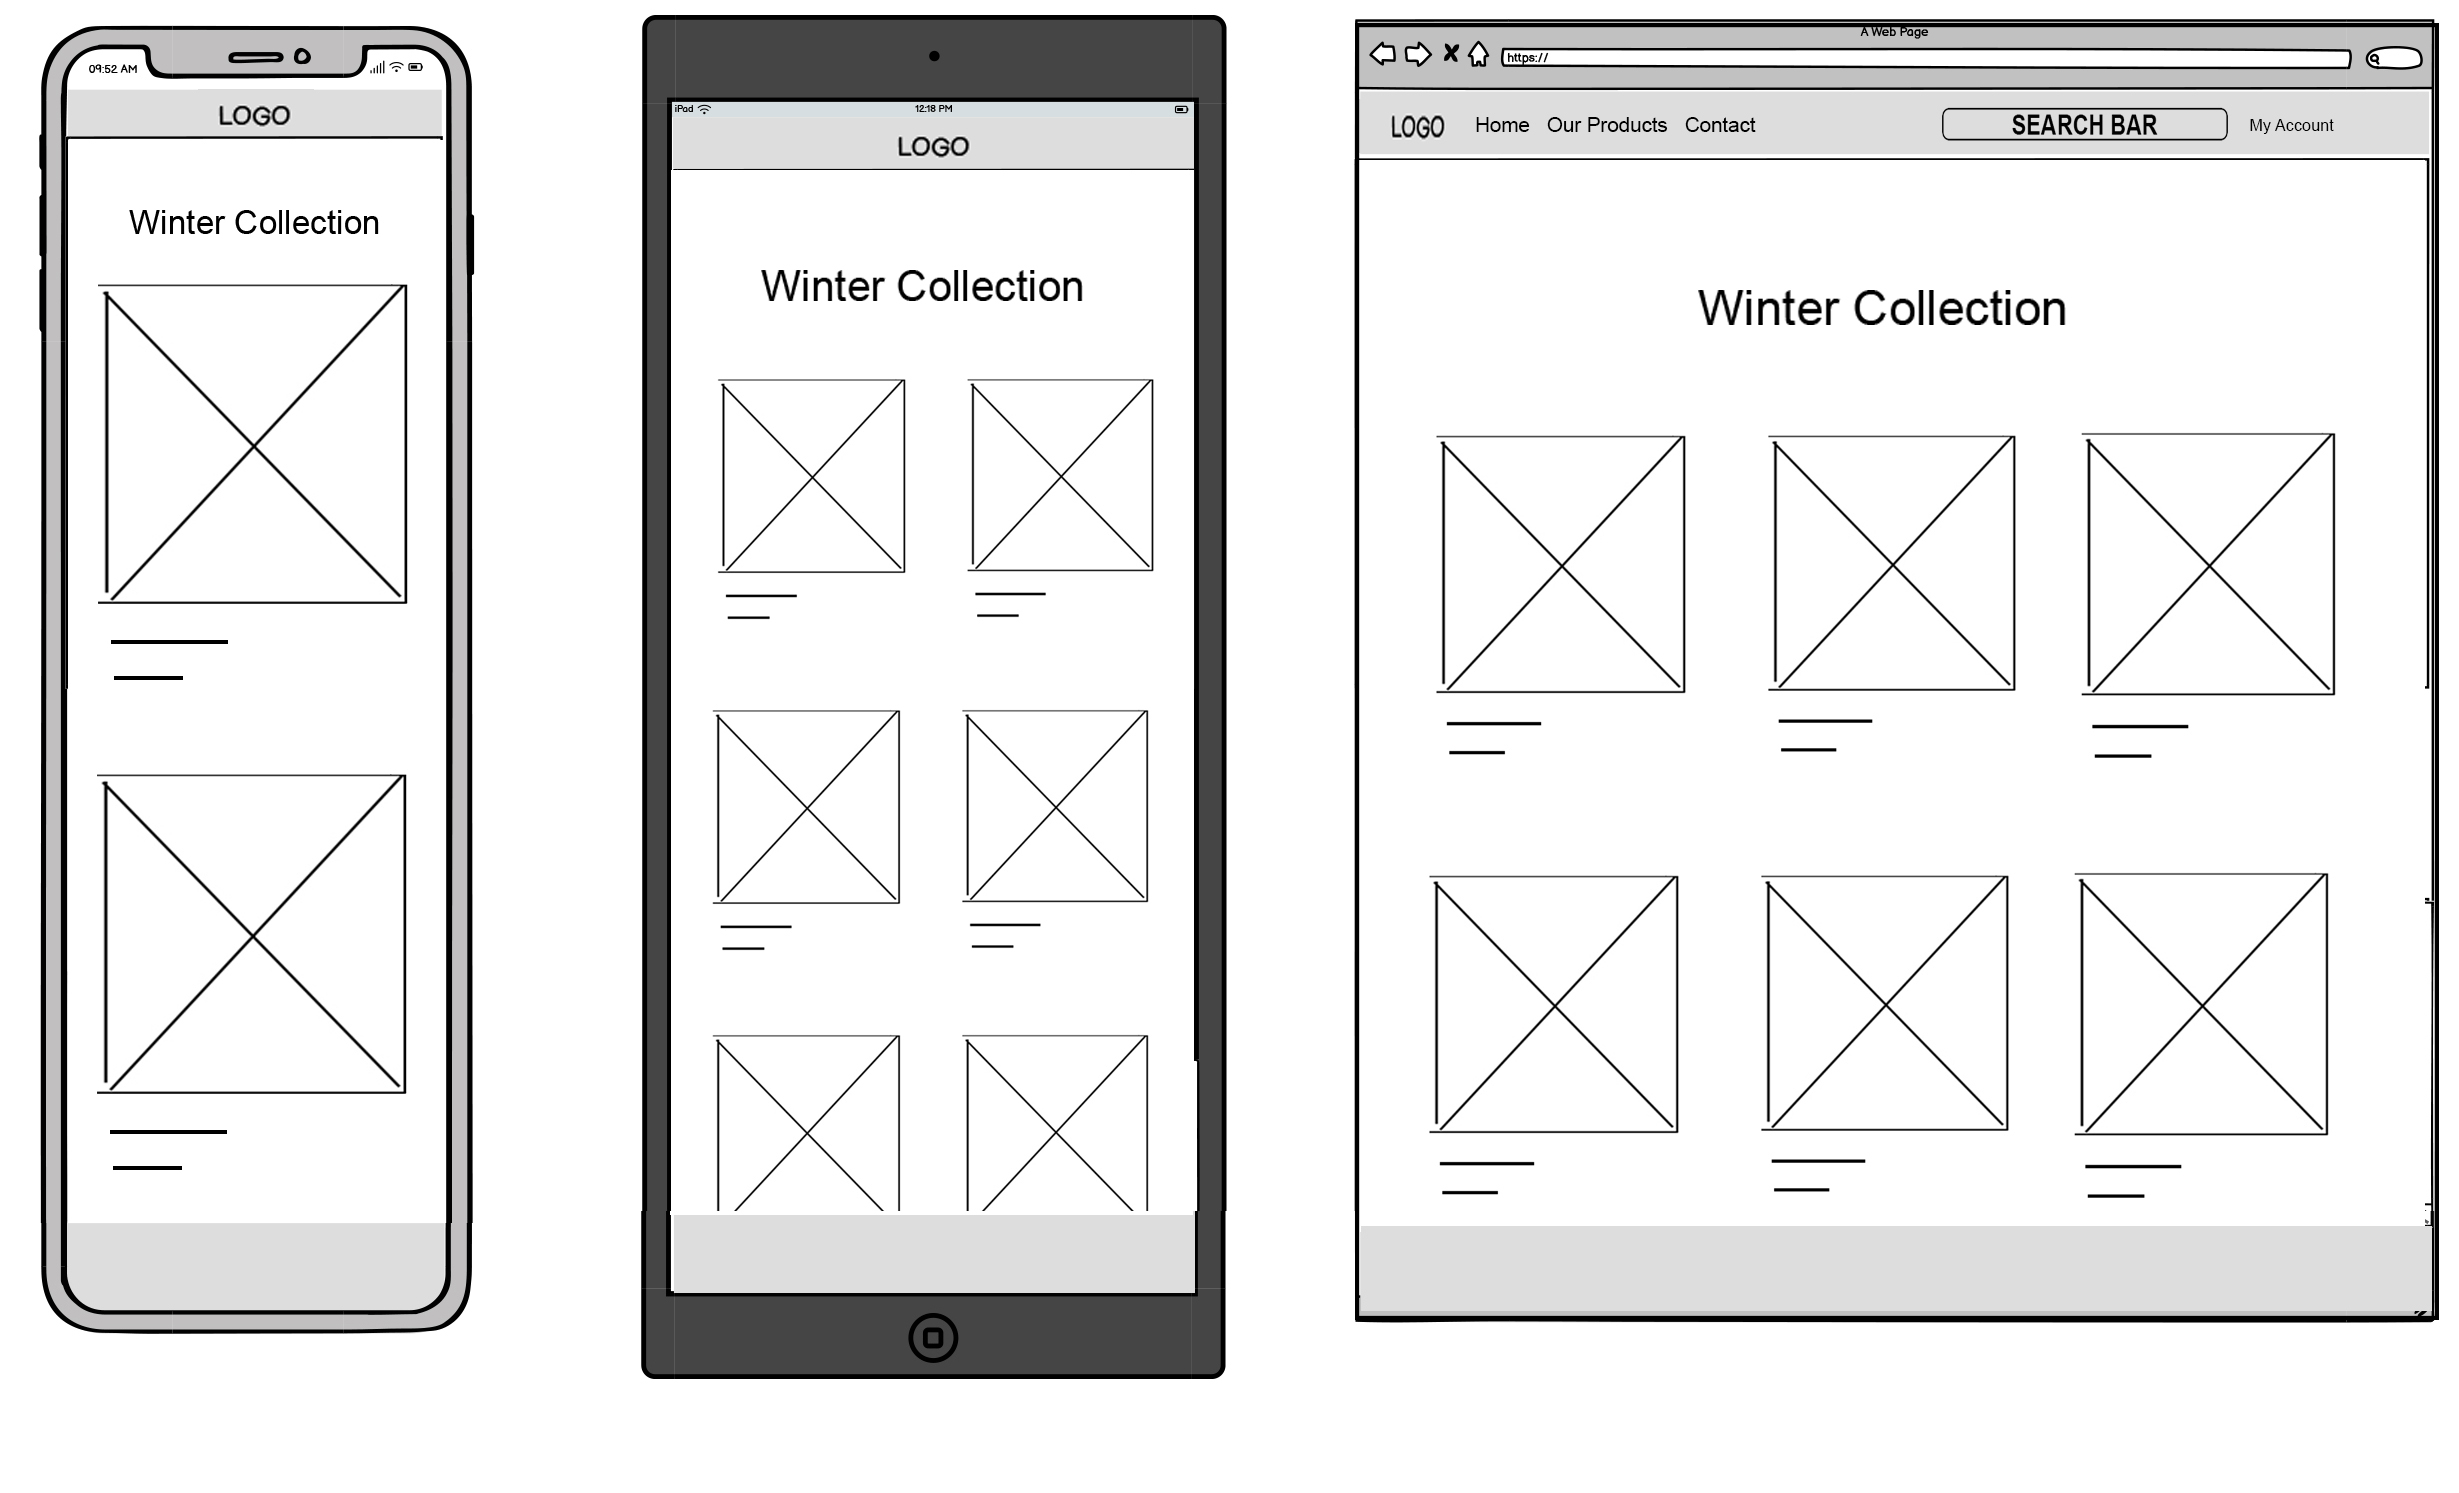 09:52 AM
LOGO
Winter Collection
iPad
12:18 PM
LOGO
Winter Collection
A Web Page
https://
LOGO Home Our Products Contact SEARCH BAR My Account
Winter Collection